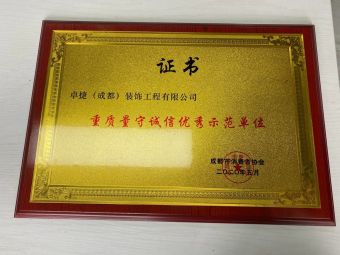 证书
卓捷（成都）装饰工程有限公司
重质量守诚信优秀示范单位
成都市消费者协会
二〇二〇年五月